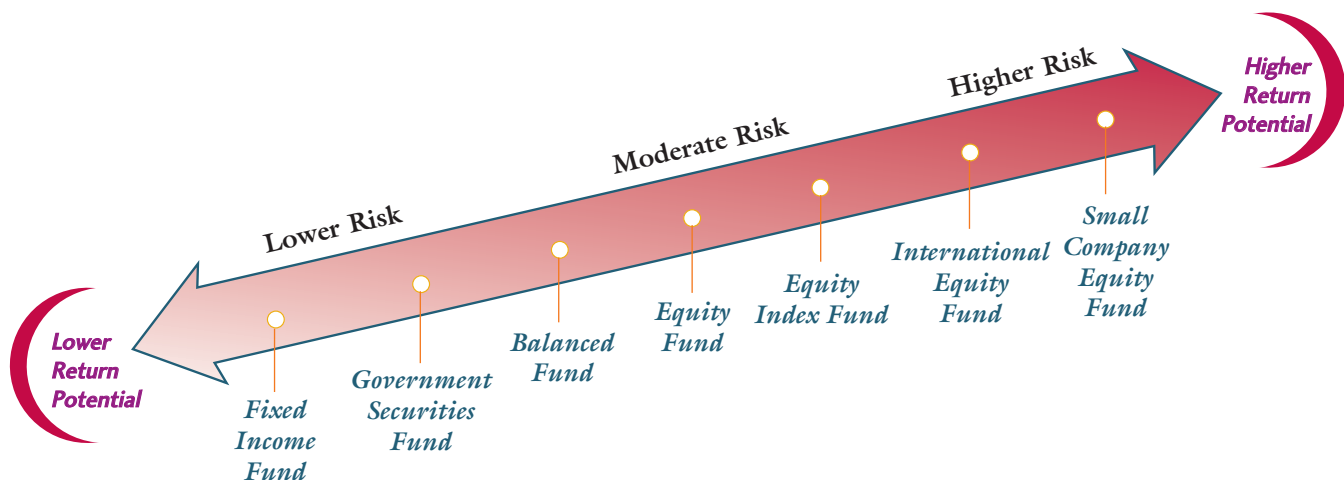 Higher Risk
Higher
Return
Potential
Moderate Risk
Lower Risk
Lower
Return
Potential
Fixed
Income
Fund
Government
Securities
Fund
Balanced
Fund
Equity
Fund
Equity
Index Fund
International
Equity
Fund
Small
Company
Equity
Fund